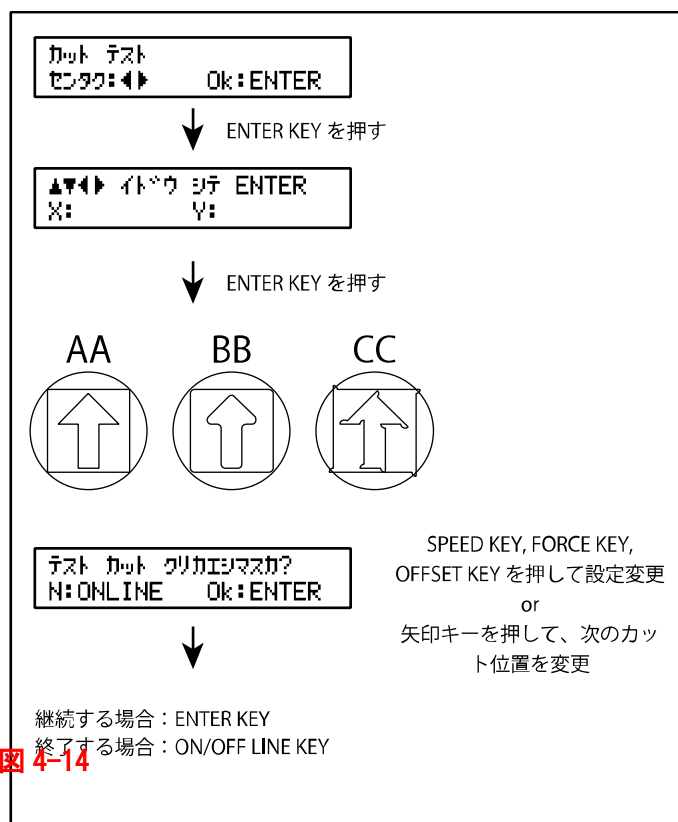 カット テスト
センタク:◀▶ Ok:ENTER
ENTER KEY を押す
▲▼◀▶ イドウ シテ ENTER
X: Y:
ENTER KEY を押す
AA BB CC
テスト カット クリカエシマスカ?
N:ONLINE Ok:ENTER
SPEED KEY, FORCE KEY,
OFFSET KEY を押して設定変更
or
矢印キーを押して、次のカッ
ト位置を変更
継続する場合：ENTER KEY
終了する場合：ON/OFF LINE KEY
図 4-14